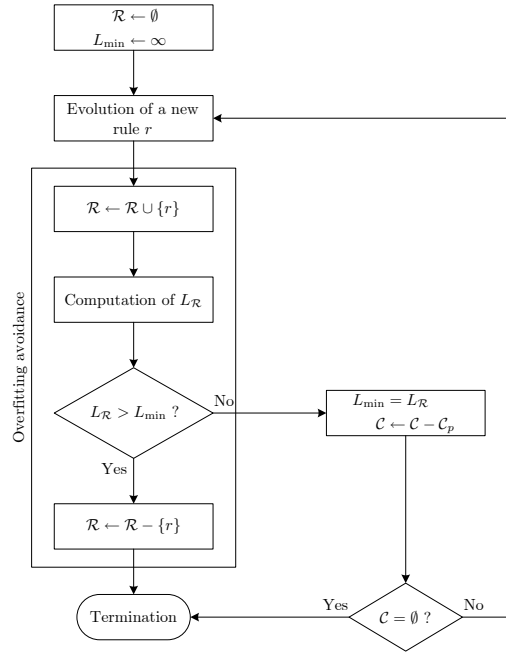 ℛ ← ∅
L_min ← ∞
Evolution of a new
rule r
Overfitting avoidance
ℛ ← ℛ ∪ {r}
Computation of L_ℛ
L_ℛ > L_min ?
No
Yes
ℛ ← ℛ − {r}
L_min = L_ℛ
𝒞 ← 𝒞 − 𝒞_p
Termination
Yes
𝒞 = ∅ ?
No